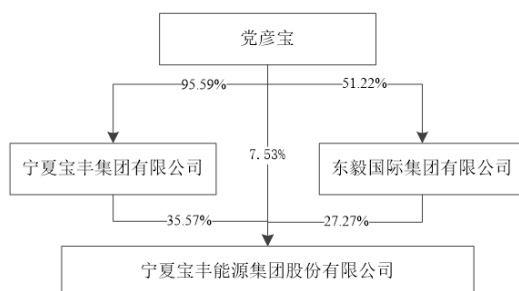 党彦宝
95.59%
51.22%
宁夏宝丰集团有限公司
7.53%
东毅国际集团有限公司
35.57%
27.27%
宁夏宝丰能源集团股份有限公司